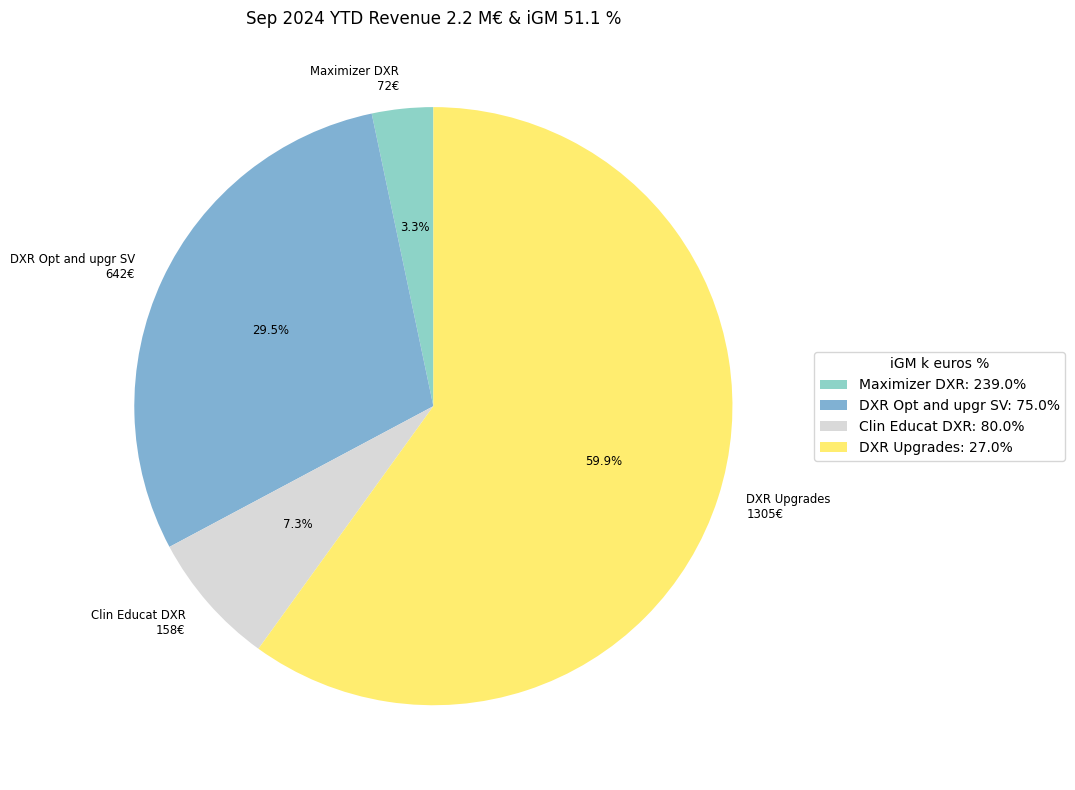 Sep 2024 YTD Revenue 2.2 M€ & iGM 51.1 %
Maximizer DXR
72€
3.3%
DXR Opt and upgr SV
642€
29.5%
Clin Educat DXR
158€
7.3%
DXR Upgrades
1305€
59.9%
iGM k euros %
Maximizer DXR: 239.0%
DXR Opt and upgr SV: 75.0%
Clin Educat DXR: 80.0%
DXR Upgrades: 27.0%